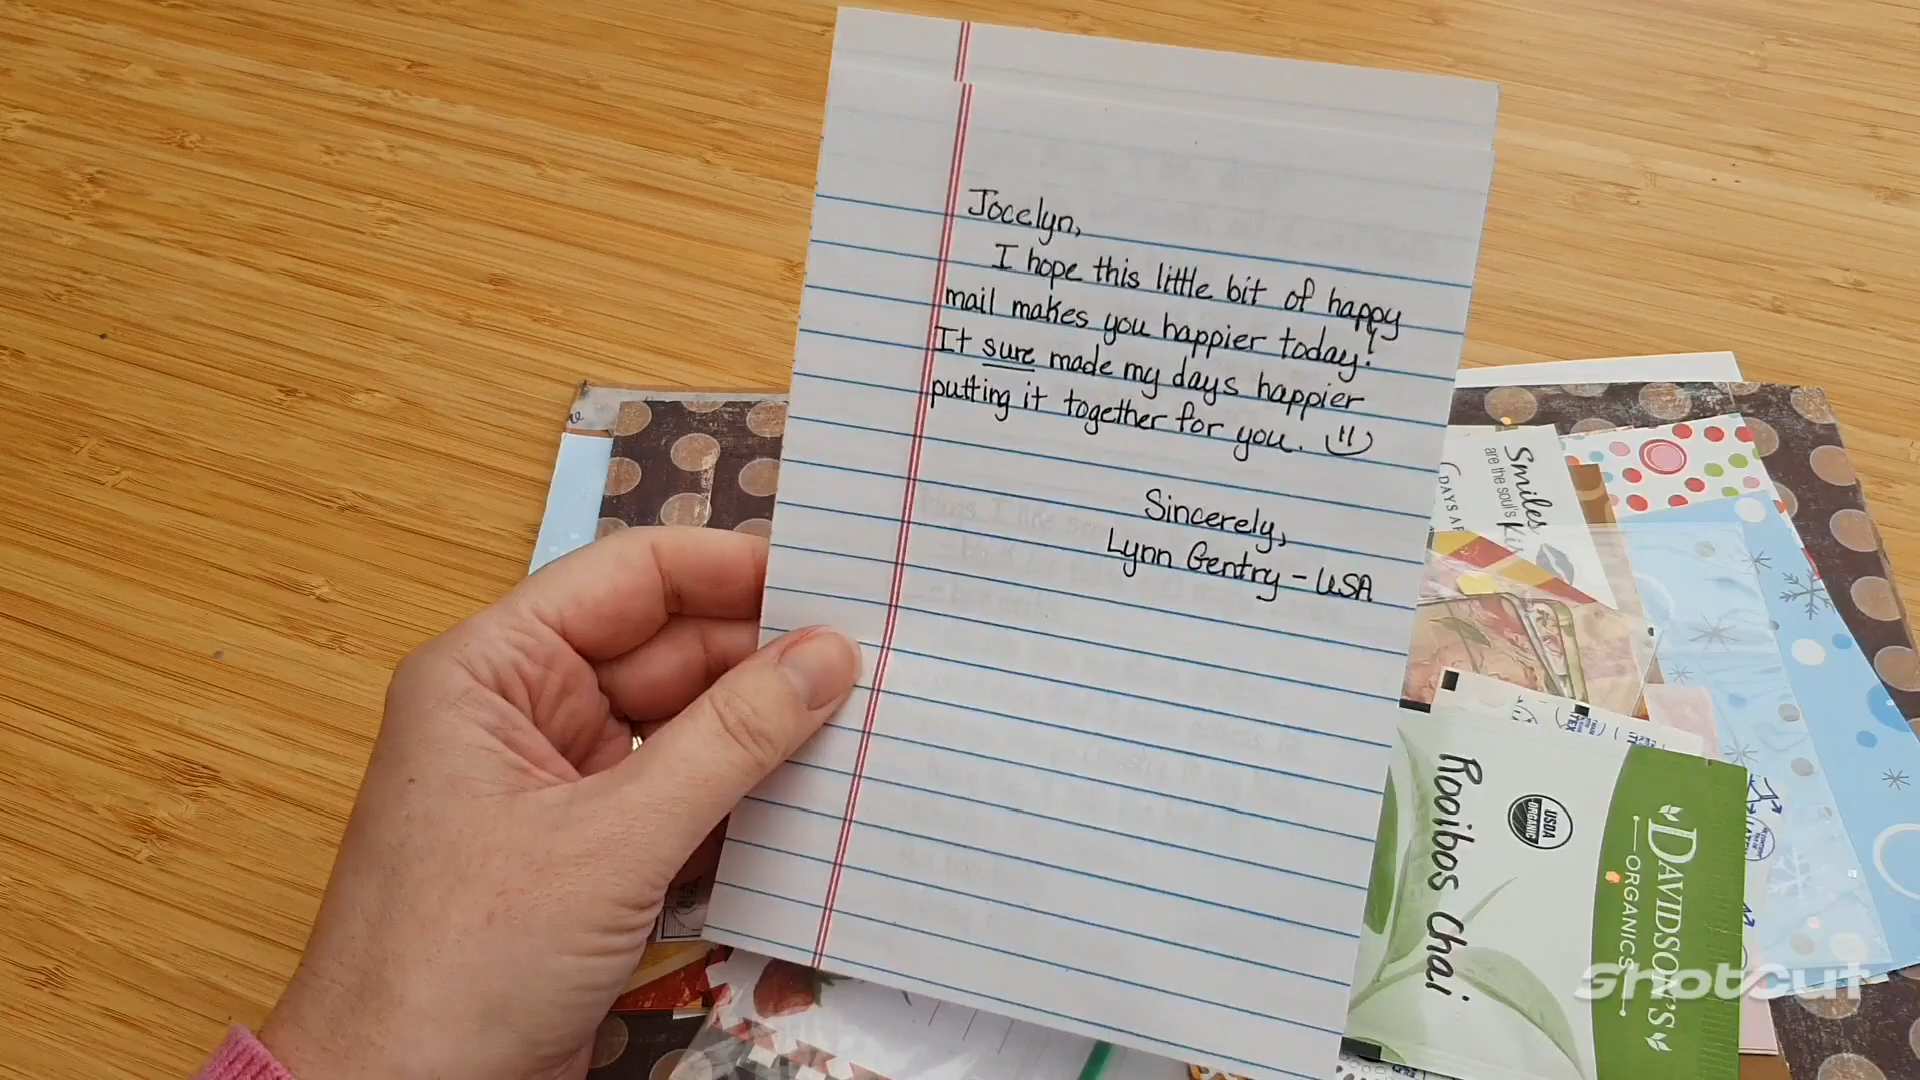 Jocelyn,
I hope this little bit of happy
mail makes you happier today!
It sure made my days happier
putting it together for you.
Sincerely,
Lynn Gentry - USA
Smiles
are the soul's
DAYS
Rooibos Chai
USDA
ORGANIC
DAVIDSON'S
ORGANICS
Shotcut